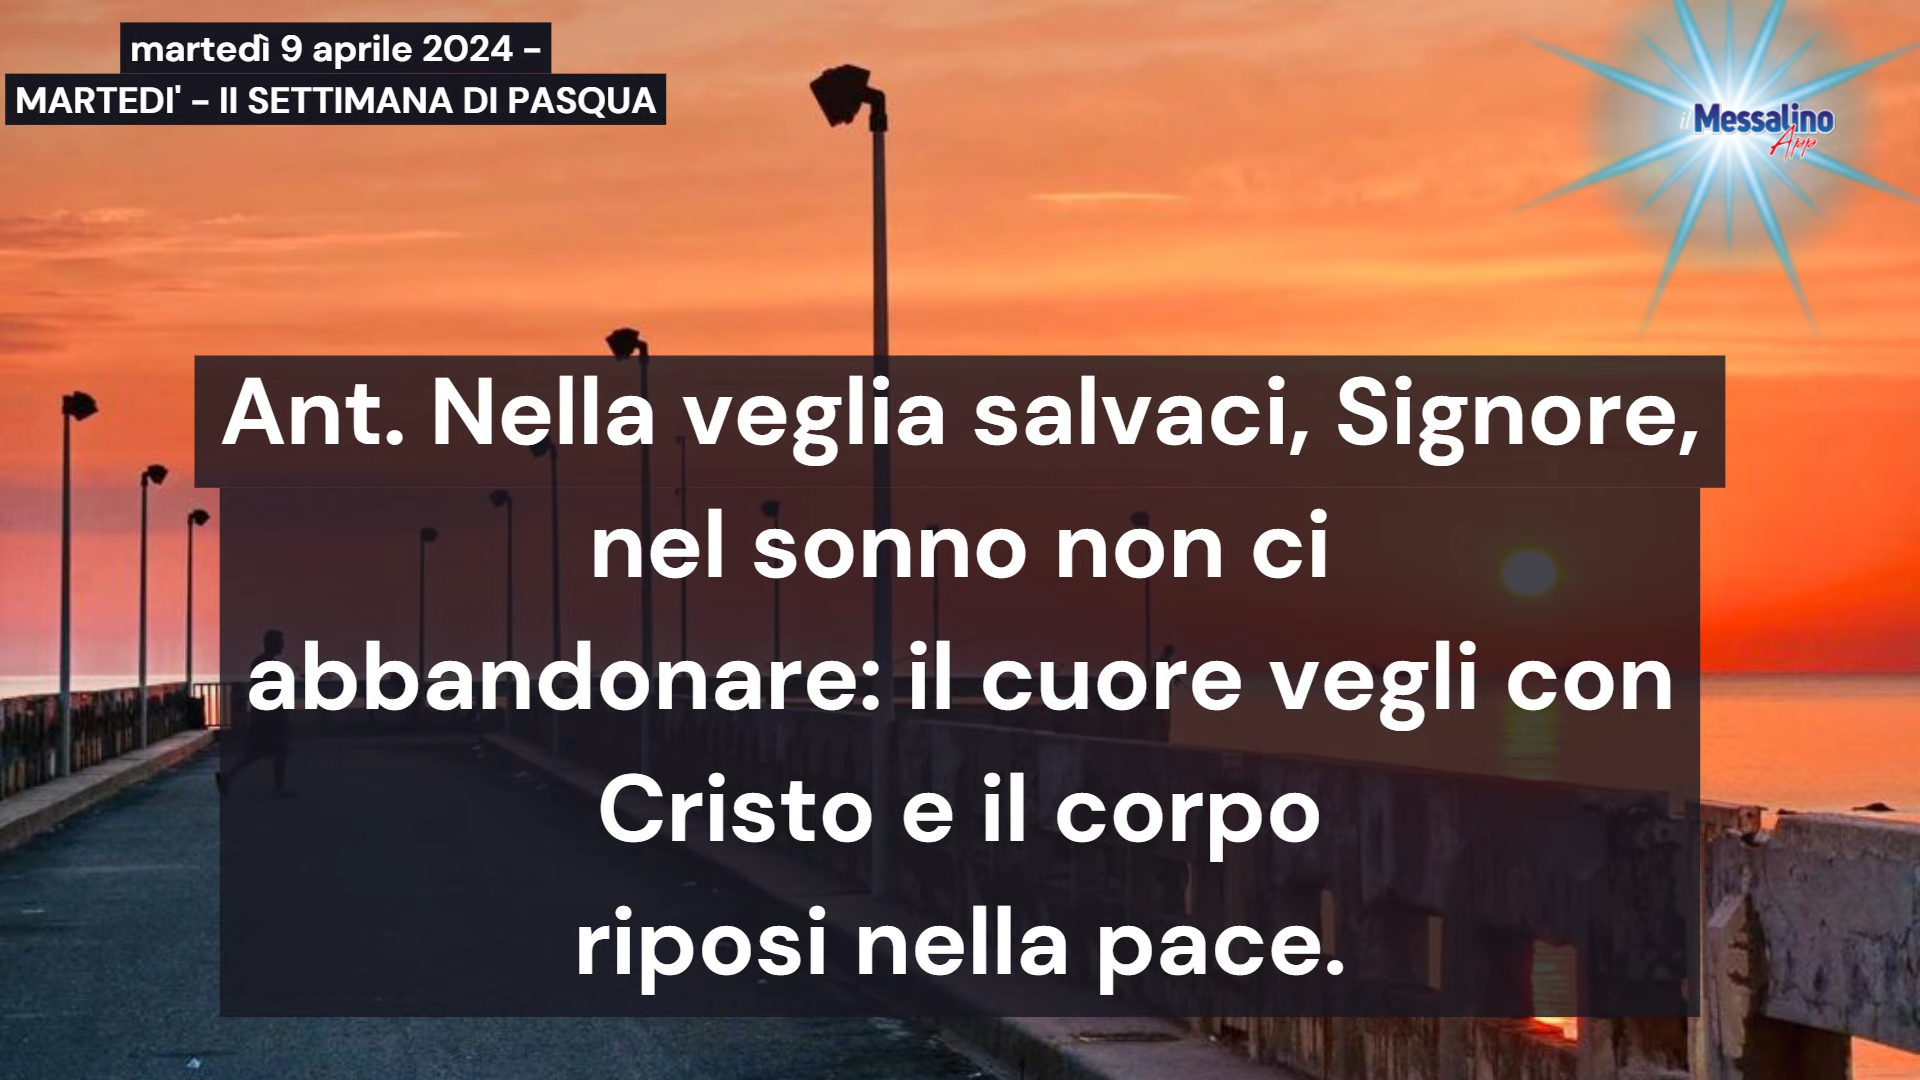 martedì 9 aprile 2024 -
MARTEDI' - II SETTIMANA DI PASQUA
il Messalino
App
Ant. Nella veglia salvaci, Signore,
nel sonno non ci
abbandonare: il cuore vegli con
Cristo e il corpo
riposi nella pace.